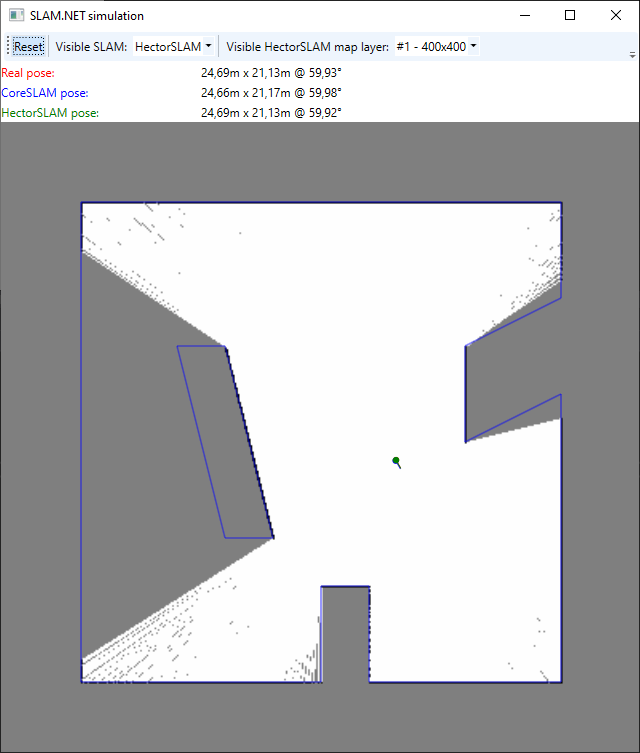 SLAM.NET simulation
Reset Visible SLAM: HectorSLAM Visible HectorSLAM map layer: #1 - 400x400
Real pose: 24,69m x 21,13m @ 59,93°
CoreSLAM pose: 24,66m x 21,17m @ 59,98°
HectorSLAM pose: 24,69m x 21,13m @ 59,92°